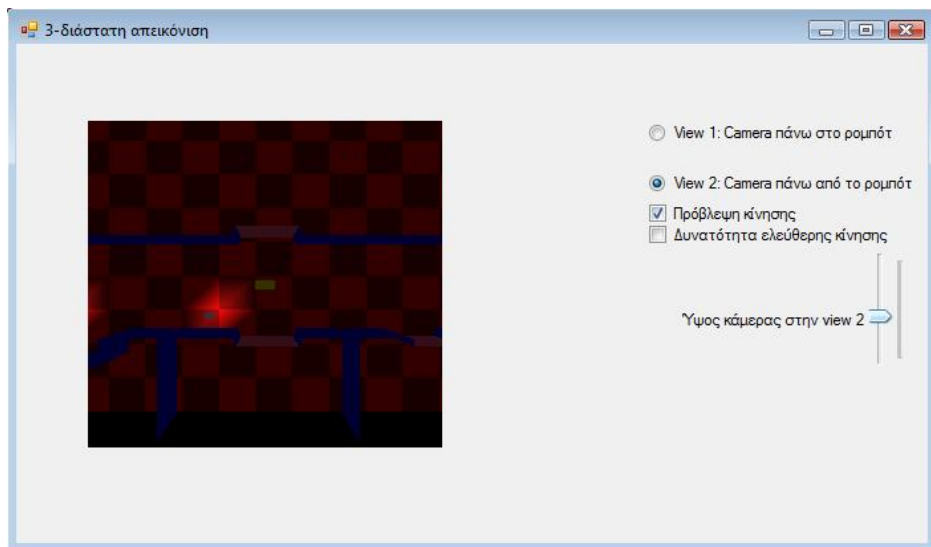 3-διάστατη απεικόνιση
View 1: Camera πάνω στο ρομπότ
View 2: Camera πάνω από το ρομπότ
Πρόβλεψη κίνησης
Δυνατότητα ελεύθερης κίνησης
Ύψος κάμερας στην view 2